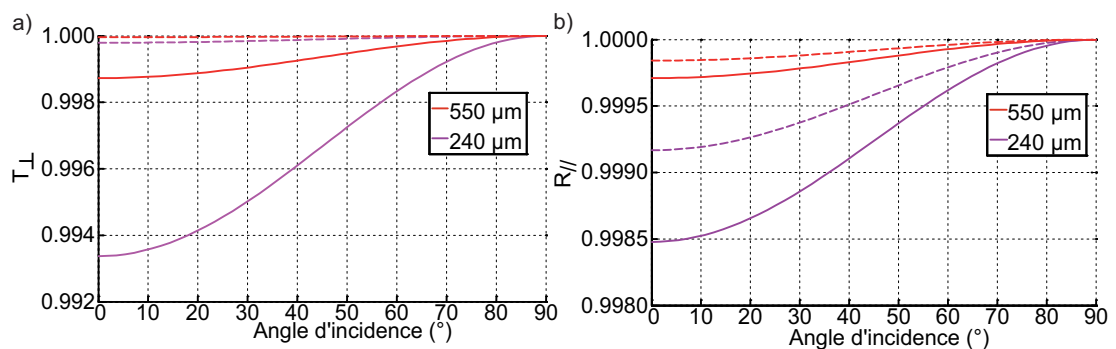 a)
1.000
0.998
0.996
0.994
0.992
T⊥
0 10 20 30 40 50 60 70 80 90
Angle d'incidence (°)
550 µm
240 µm
b)
1.0000
0.9995
0.9990
0.9985
0.9980
R//
0 10 20 30 40 50 60 70 80 90
Angle d'incidence (°)
550 µm
240 µm